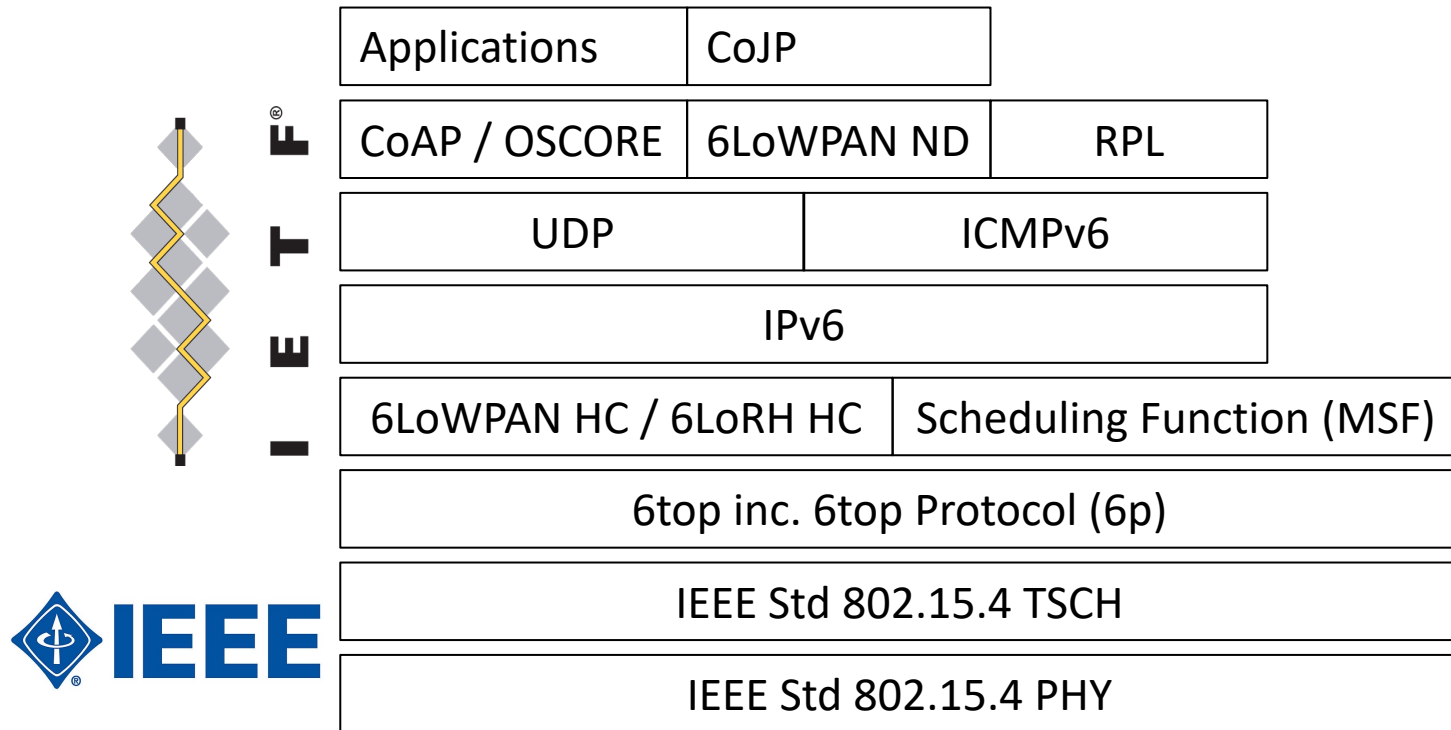 Applications CoJP
CoAP / OSCORE 6LoWPAN ND RPL
UDP ICMPv6
IPv6
6LoWPAN HC / 6LoRH HC Scheduling Function (MSF)
6top inc. 6top Protocol (6p)
IEEE Std 802.15.4 TSCH
IEEE Std 802.15.4 PHY
I E T F®
IEEE®